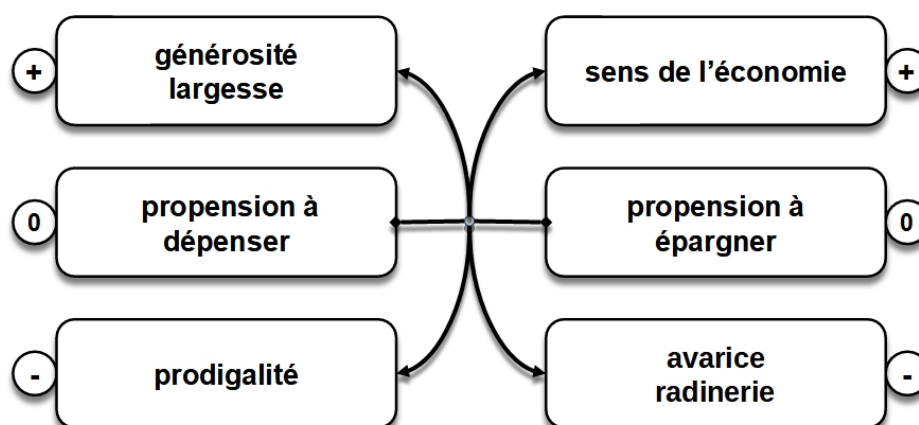 +
générosité
largesse
sens de l’économie
+
0
propension à
dépenser
propension à
épargner
0
-
prodigalité
avarice
radinerie
-